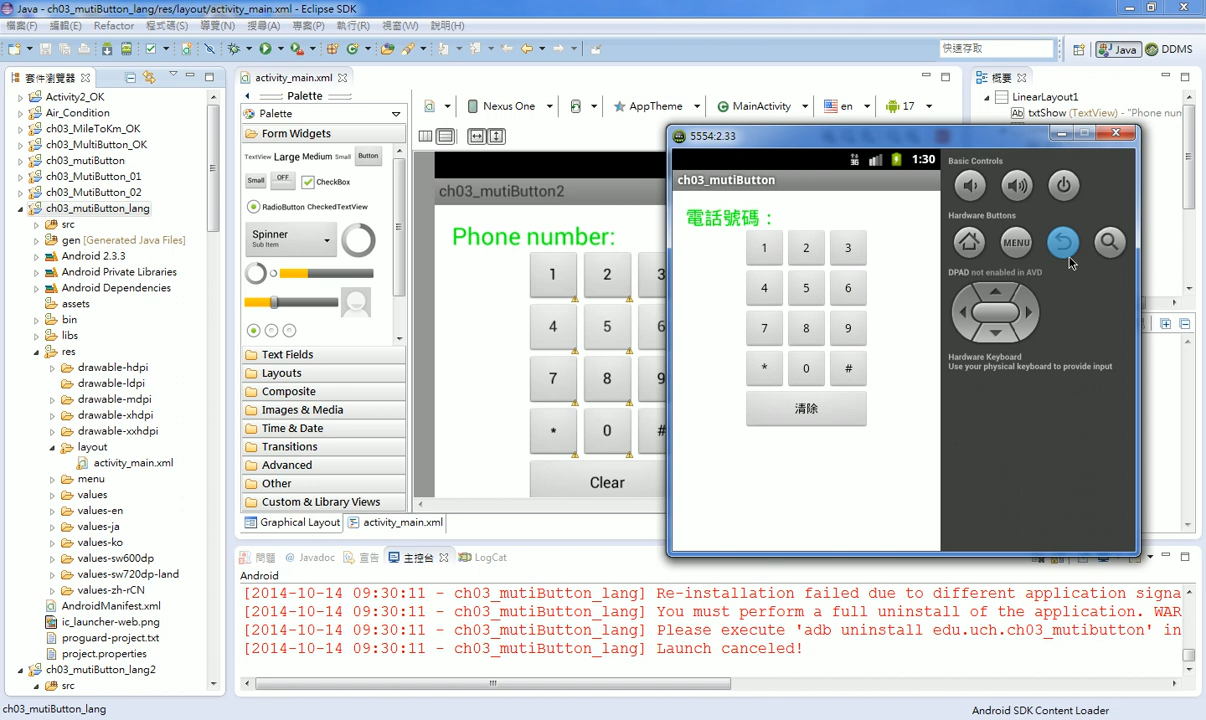 Java - ch03_mutiButton_lang/res/layout/activity_main.xml - Eclipse SDK
檔案(F) 編輯(E) Refactor 程式碼(S) 導覽(N) 搜尋(A) 專案(P) 執行(R) 視窗(W) 說明(H)
快速存取
Java
DDMS
套件瀏覽器
Activity2_OK
Air_Condition
ch03_MileToKm_OK
ch03_MultiButton_OK
ch03_mutiButton
ch03_mutiButton_01
ch03_mutiButton_02
ch03_mutiButton_lang
src
gen [Generated Java Files]
Android 2.3.3
Android Private Libraries
Android Dependencies
assets
bin
libs
res
drawable-hdpi
drawable-ldpi
drawable-mdpi
drawable-xhdpi
drawable-xxhdpi
layout
activity_main.xml
menu
values
values-en
values-ja
values-ko
values-sw600dp
values-sw720dp-land
values-zh-rCN
AndroidManifest.xml
ic_launcher-web.png
proguard-project.txt
project.properties
ch03_mutiButton_lang2
src
activity_main.xml
Palette
Palette
Form Widgets
TextView Large Medium Small Button
Small OFF CheckBox
RadioButton CheckedTextView
Spinner
Sub Item
Text Fields
Layouts
Composite
Images & Media
Time & Date
Transitions
Advanced
Other
Custom & Library Views
Graphical Layout activity_main.xml
Nexus One AppTheme MainActivity en 17
ch03_mutiButton2
Phone number:
1 2 3
4 5 6
7 8 9
* 0 #
Clear
概要
LinearLayout1
txtShow (TextView) - "Phone num
5554:2.33
1:30
ch03_mutiButton
電話號碼：
1 2 3
4 5 6
7 8 9
* 0 #
清除
Basic Controls
Hardware Buttons
MENU
DPAD not enabled in AVD
Hardware Keyboard
Use your physical keyboard to provide input
問題 @ Javadoc 宣告 主控台 LogCat
Android
[2014-10-14 09:30:11 - ch03_mutiButton_lang] Re-installation failed due to different application signa
[2014-10-14 09:30:11 - ch03_mutiButton_lang] You must perform a full uninstall of the application. WAR
[2014-10-14 09:30:11 - ch03_mutiButton_lang] Please execute 'adb uninstall edu.uch.ch03_mutibutton' in
[2014-10-14 09:30:11 - ch03_mutiButton_lang] Launch canceled!
ch03_mutiButton_lang
Android SDK Content Loader